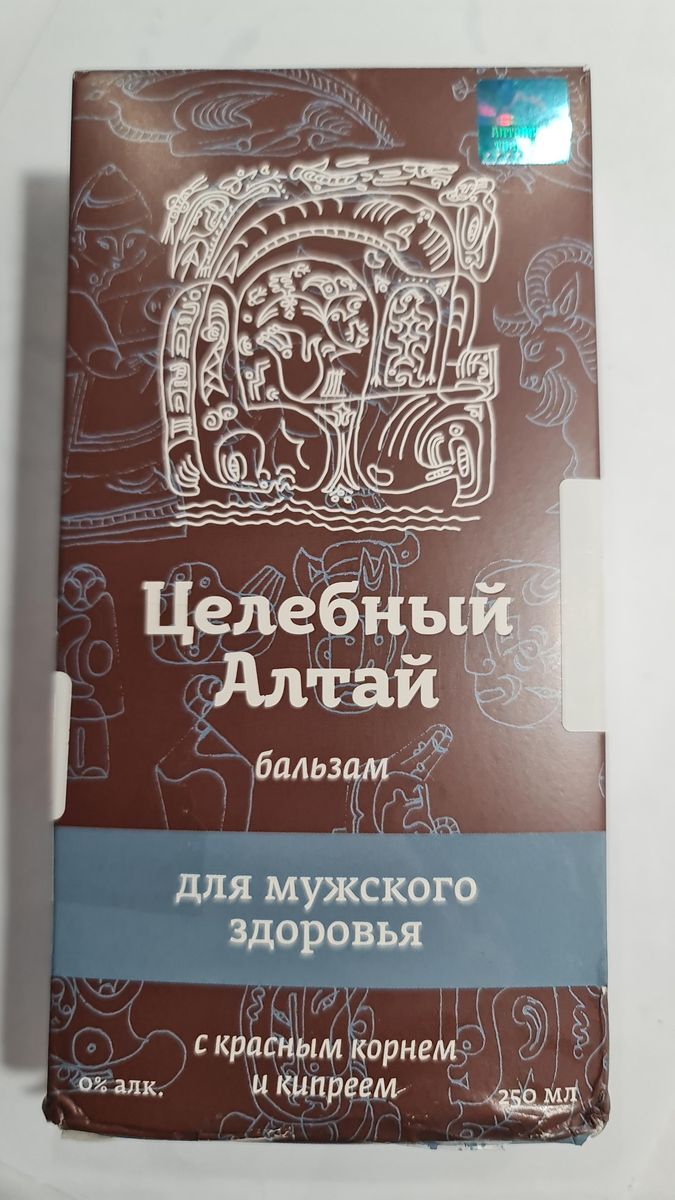 Целебный
Алтай
бальзам
для мужского
здоровья
с красным корнем
и кипреем
0% алк.
250 мл